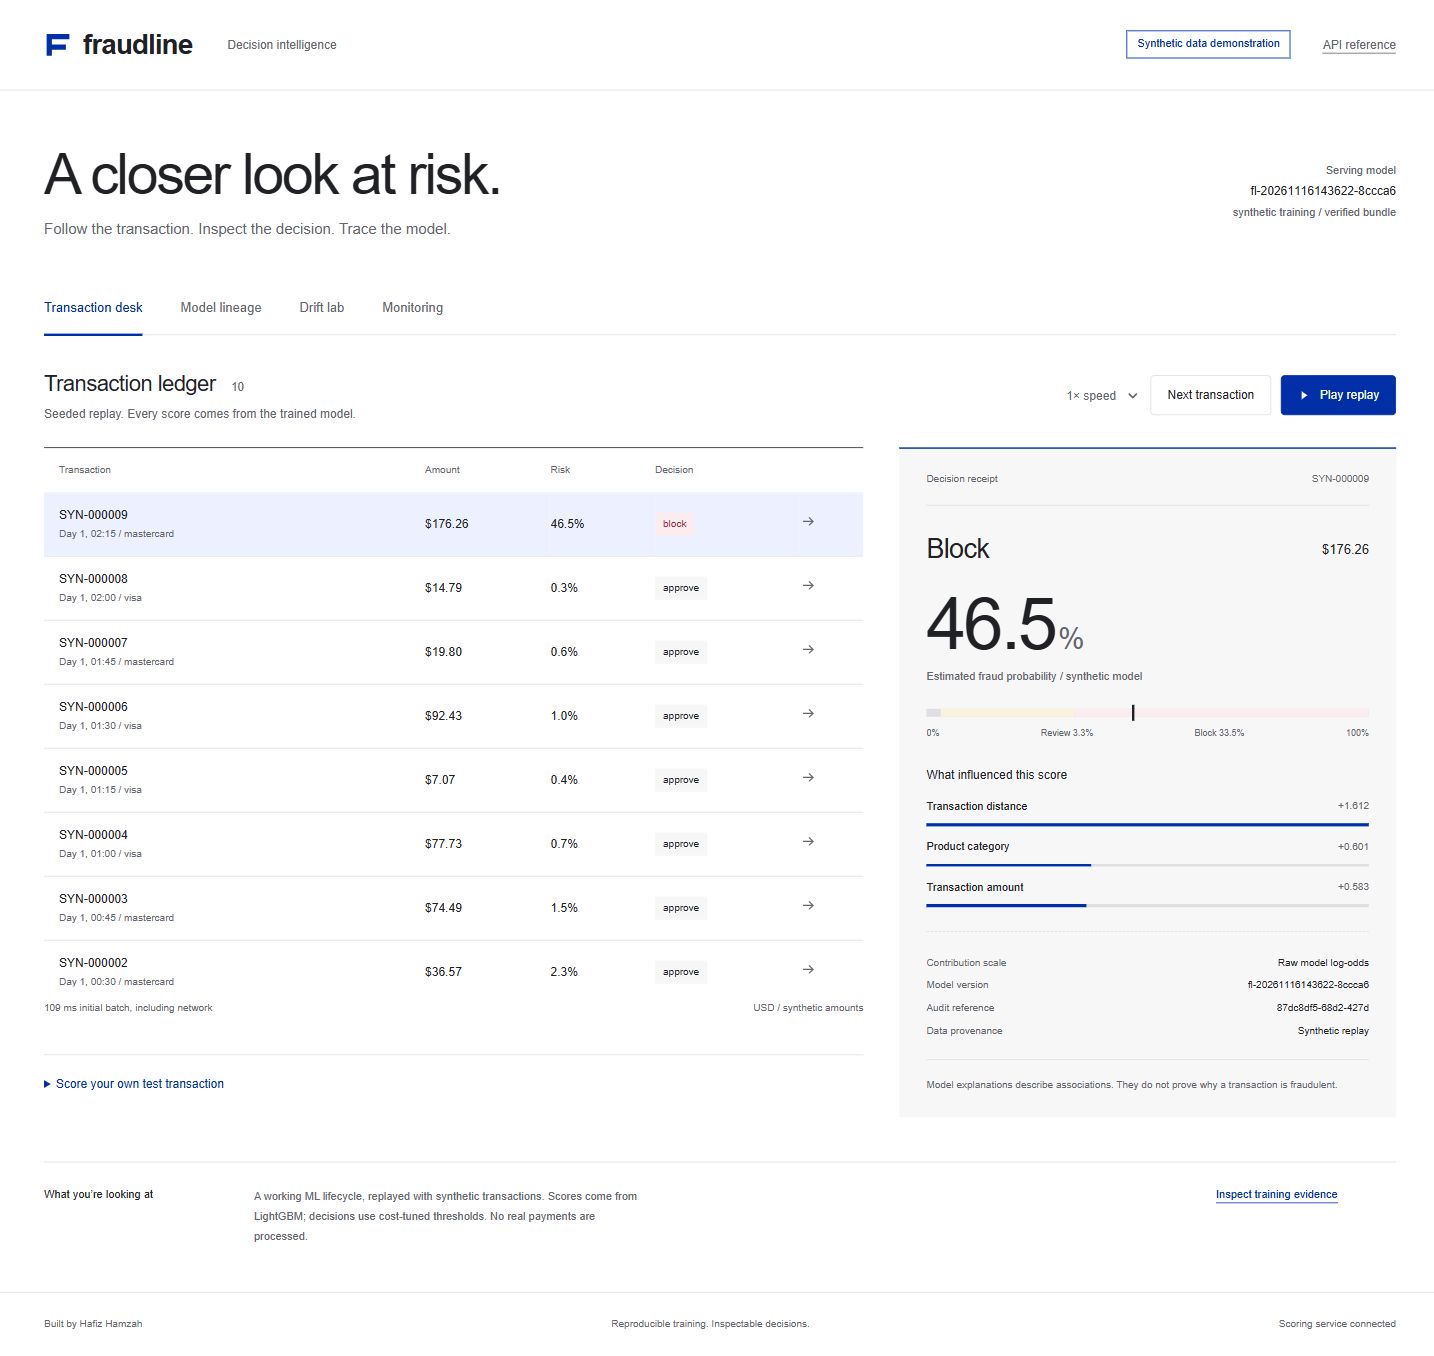 fraudline
Decision intelligence
Synthetic data demonstration
API reference
A closer look at risk.
Follow the transaction. Inspect the decision. Trace the model.
Serving model
fl-20261116143622-8ccca6
synthetic training / verified bundle
Transaction desk
Model lineage
Drift lab
Monitoring
Transaction ledger 10
Seeded replay. Every score comes from the trained model.
1× speed
Next transaction
Play replay
Transaction Amount Risk Decision
SYN-000009
Day 1, 02:15 / mastercard
$176.26 46.5% block
SYN-000008
Day 1, 02:00 / visa
$14.79 0.3% approve
SYN-000007
Day 1, 01:45 / mastercard
$19.80 0.6% approve
SYN-000006
Day 1, 01:30 / visa
$92.43 1.0% approve
SYN-000005
Day 1, 01:15 / visa
$7.07 0.4% approve
SYN-000004
Day 1, 01:00 / visa
$77.73 0.7% approve
SYN-000003
Day 1, 00:45 / mastercard
$74.49 1.5% approve
SYN-000002
Day 1, 00:30 / mastercard
$36.57 2.3% approve
109 ms initial batch, including network
USD / synthetic amounts
Score your own test transaction
Decision receipt SYN-000009
Block $176.26
46.5%
Estimated fraud probability / synthetic model
0% Review 3.3% Block 33.5% 100%
What influenced this score
Transaction distance +1.612
Product category +0.601
Transaction amount +0.583
Contribution scale Raw model log-odds
Model version fl-20261116143622-8ccca6
Audit reference 87dc8df5-68d2-427d
Data provenance Synthetic replay
Model explanations describe associations. They do not prove why a transaction is fraudulent.
What you're looking at
A working ML lifecycle, replayed with synthetic transactions. Scores come from
LightGBM; decisions use cost-tuned thresholds. No real payments are
processed.
Inspect training evidence
Built by Hafiz Hamzah
Reproducible training. Inspectable decisions.
Scoring service connected